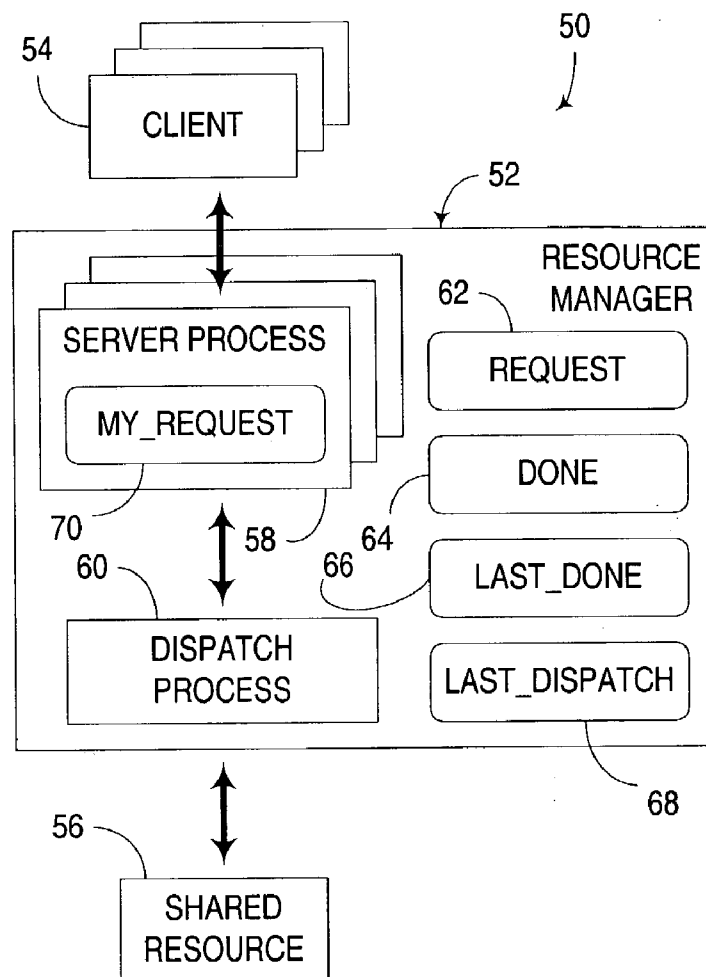 50
54
CLIENT
52
RESOURCE
MANAGER
62
SERVER PROCESS
REQUEST
MY_REQUEST
DONE
70
58
64
66
60
LAST_DONE
DISPATCH
PROCESS
LAST_DISPATCH
68
56
SHARED
RESOURCE